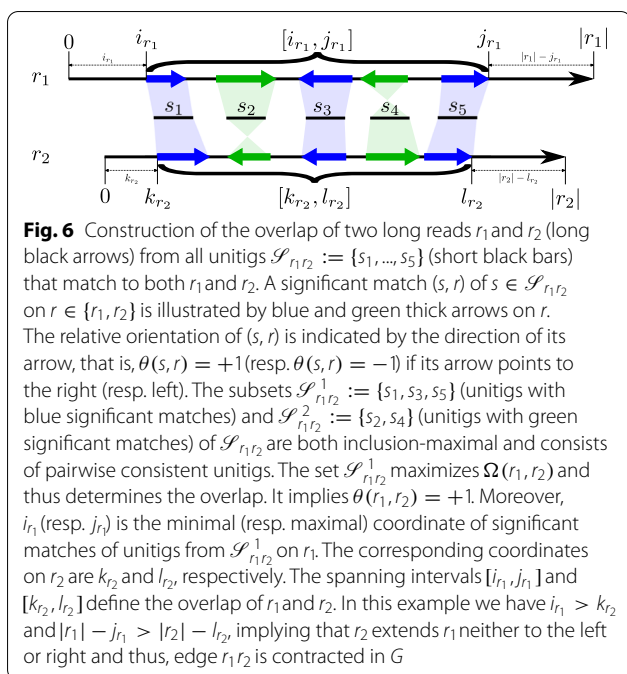 0 i_{r_1} [i_{r_1}, j_{r_1}] j_{r_1} |r_1|
i_{r_1} |r_1| − j_{r_1}
r_1
s_1 s_2 s_3 s_4 s_5
r_2
k_{r_2} |r_2| − l_{r_2}
0 k_{r_2} [k_{r_2}, l_{r_2}] l_{r_2} |r_2|
Fig. 6 Construction of the overlap of two long reads r_1 and r_2 (long
black arrows) from all unitigs 𝒮_{r_1r_2} := {s_1, ..., s_5} (short black bars)
that match to both r_1 and r_2. A significant match (s, r) of s ∈ 𝒮_{r_1r_2}
on r ∈ {r_1, r_2} is illustrated by blue and green thick arrows on r.
The relative orientation of (s, r) is indicated by the direction of its
arrow, that is, θ(s, r) = +1 (resp. θ(s, r) = −1) if its arrow points to
the right (resp. left). The subsets 𝒮^1_{r_1r_2} := {s_1, s_3, s_5} (unitigs with
blue significant matches) and 𝒮^2_{r_1r_2} := {s_2, s_4} (unitigs with green
significant matches) of 𝒮_{r_1r_2} are both inclusion-maximal and consists
of pairwise consistent unitigs. The set 𝒮^1_{r_1r_2} maximizes Ω(r_1, r_2) and
thus determines the overlap. It implies θ(r_1, r_2) = +1. Moreover,
i_{r_1} (resp. j_{r_1}) is the minimal (resp. maximal) coordinate of significant
matches of unitigs from 𝒮^1_{r_1r_2} on r_1. The corresponding coordinates
on r_2 are k_{r_2} and l_{r_2}, respectively. The spanning intervals [i_{r_1}, j_{r_1}] and
[k_{r_2}, l_{r_2}] define the overlap of r_1 and r_2. In this example we have i_{r_1} > k_{r_2}
and |r_1| − j_{r_1} > |r_2| − l_{r_2}, implying that r_2 extends r_1 neither to the left
or right and thus, edge r_1r_2 is contracted in G